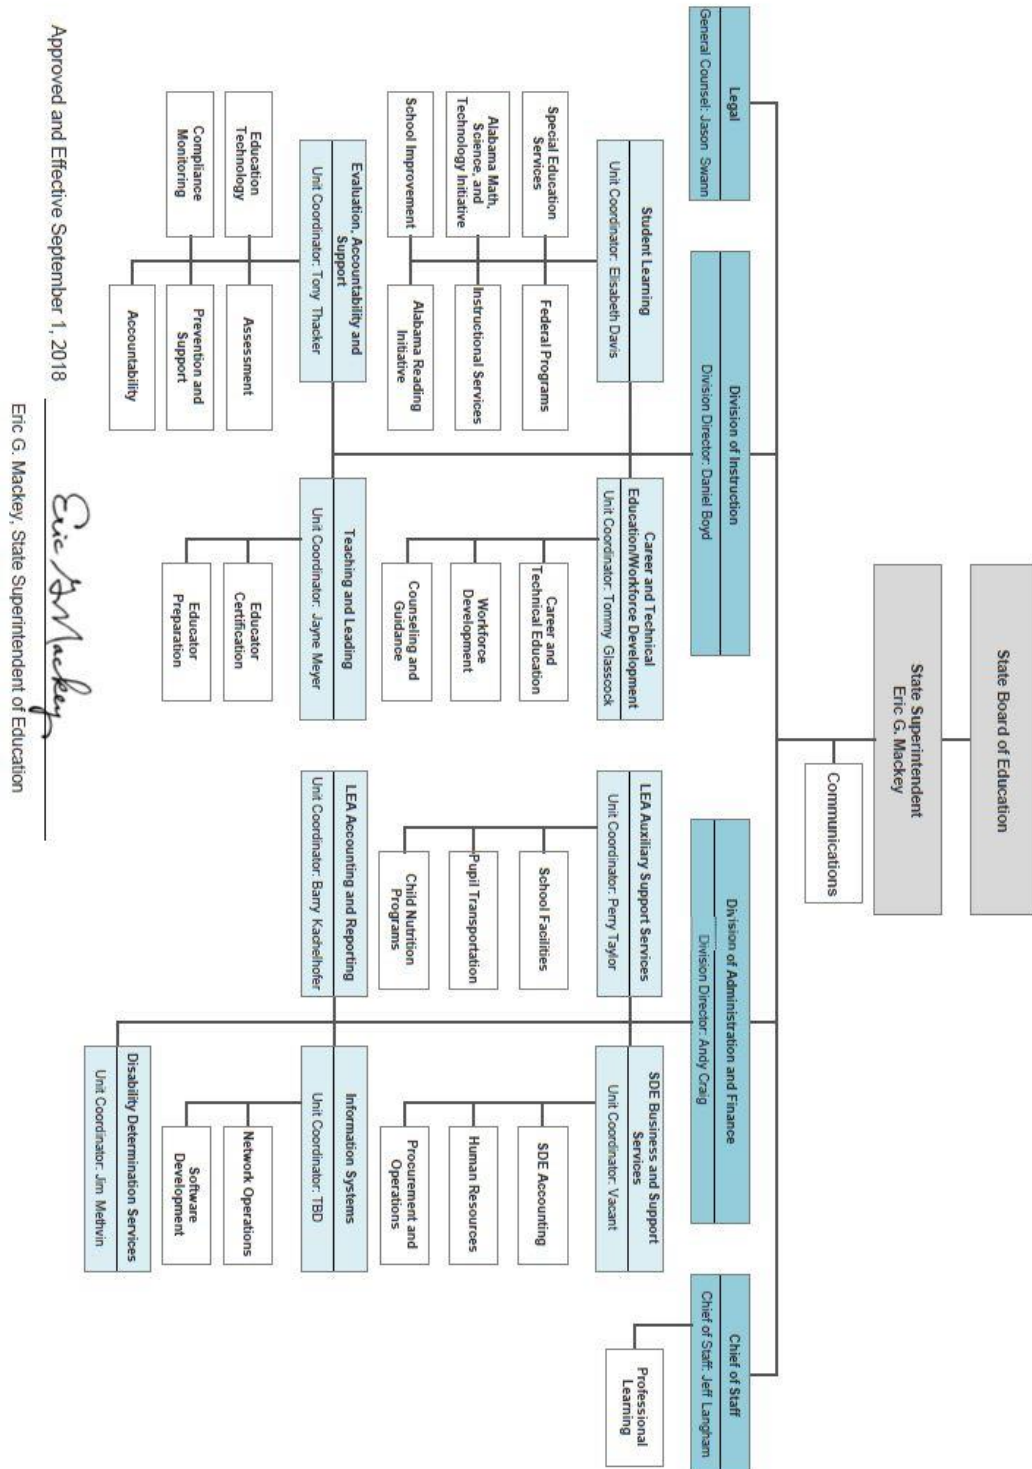 State Board of Education
State Superintendent
Eric G. Mackey
Communications
Legal
General Counsel: Jason Swann
Division of Instruction
Division Director: Daniel Boyd
Division of Administration and Finance
Division Director: Andy Craig
Chief of Staff
Chief of Staff: Jeff Langham
Professional
Learning
Student Learning
Unit Coordinator: Elisabeth Davis
Special Education
Services
Federal Programs
Alabama Math,
Science, and
Technology Initiative
Instructional Services
School Improvement
Alabama Reading
Initiative
Career and Technical
Education/Workforce Development
Unit Coordinator: Tommy Glasscock
Career and
Technical Education
Workforce
Development
Counseling and
Guidance
LEA Auxiliary Support Services
Unit Coordinator: Perry Taylor
School Facilities
Pupil Transportation
Child Nutrition
Programs
SDE Business and Support
Services
Unit Coordinator: Vacant
SDE Accounting
Human Resources
Procurement and
Operations
Evaluation, Accountability and
Support
Unit Coordinator: Tony Thacker
Education
Technology
Assessment
Compliance
Monitoring
Prevention and
Support
Accountability
Teaching and Leading
Unit Coordinator: Jayne Meyer
Educator
Certification
Educator
Preparation
LEA Accounting and Reporting
Unit Coordinator: Barry Kachelhofer
Information Systems
Unit Coordinator: TBD
Network Operations
Software
Development
Disability Determination Services
Unit Coordinator: Jim Methvin
Approved and Effective September 1, 2018
Eric G Mackey
Eric G. Mackey, State Superintendent of Education